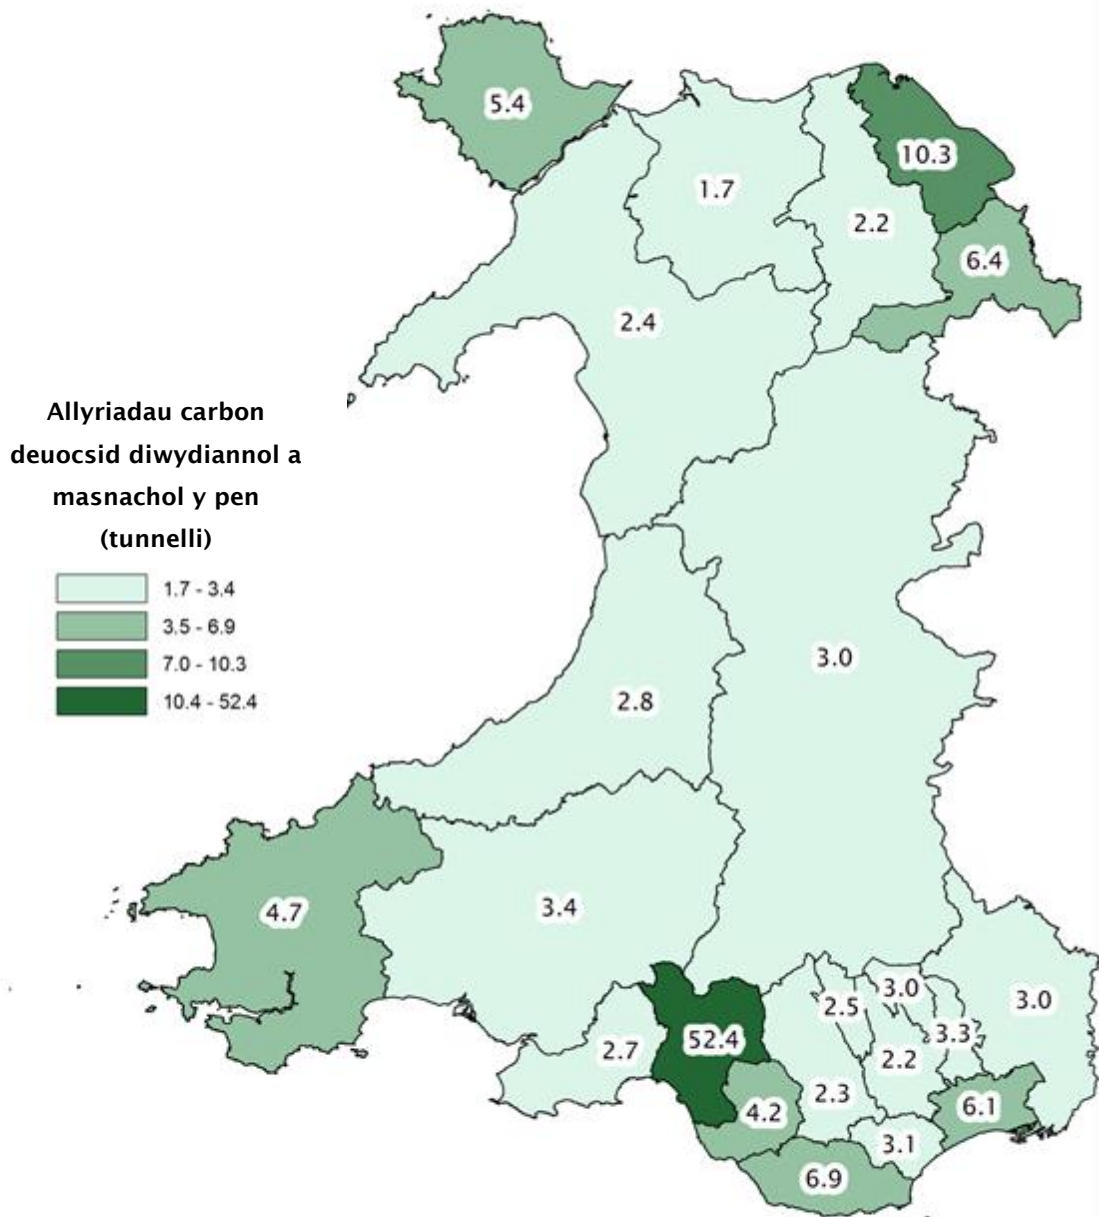 5.4
10.3
1.7
2.2
6.4
2.4
Allyriadau carbon
deuocsid diwydiannol a
masnachol y pen
(tunnelli)
1.7 - 3.4
3.5 - 6.9
7.0 - 10.3
10.4 - 52.4
3.0
2.8
4.7
3.4
3.0
2.5
3.0
52.4
3.3
2.7
2.2
2.3
6.1
4.2
3.1
6.9